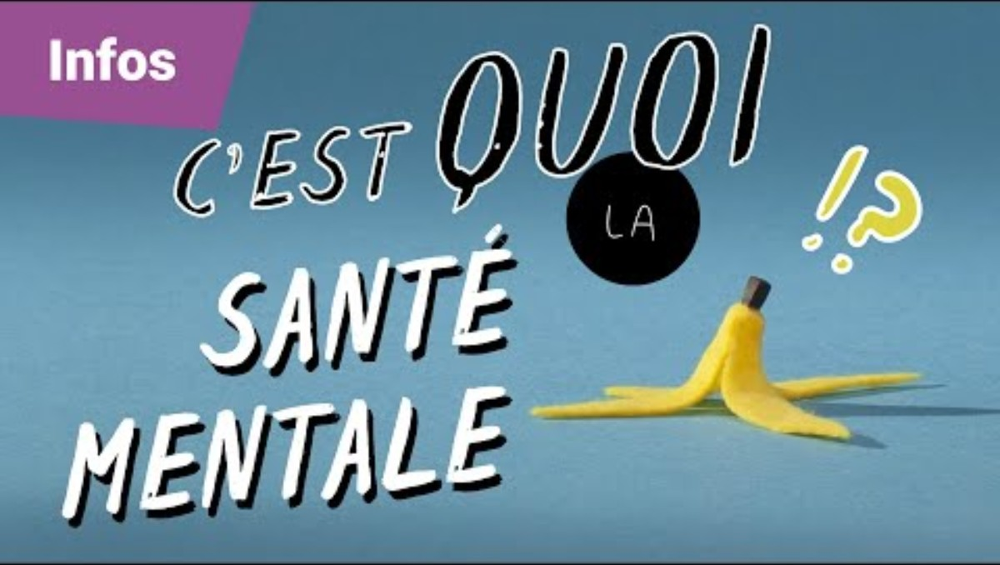 Infos
C'EST QUOI
LA
SANTÉ
MENTALE
!?